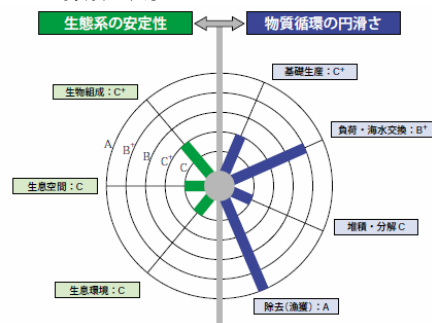 生態系の安定性
物質循環の円滑さ
基礎生産：C⁺
生物組成：C⁺
負荷・海水交換：B⁺
A
B⁺
B
C⁺
C
生息空間：C
堆積・分解 C
生息環境：C
除去(漁獲)：A